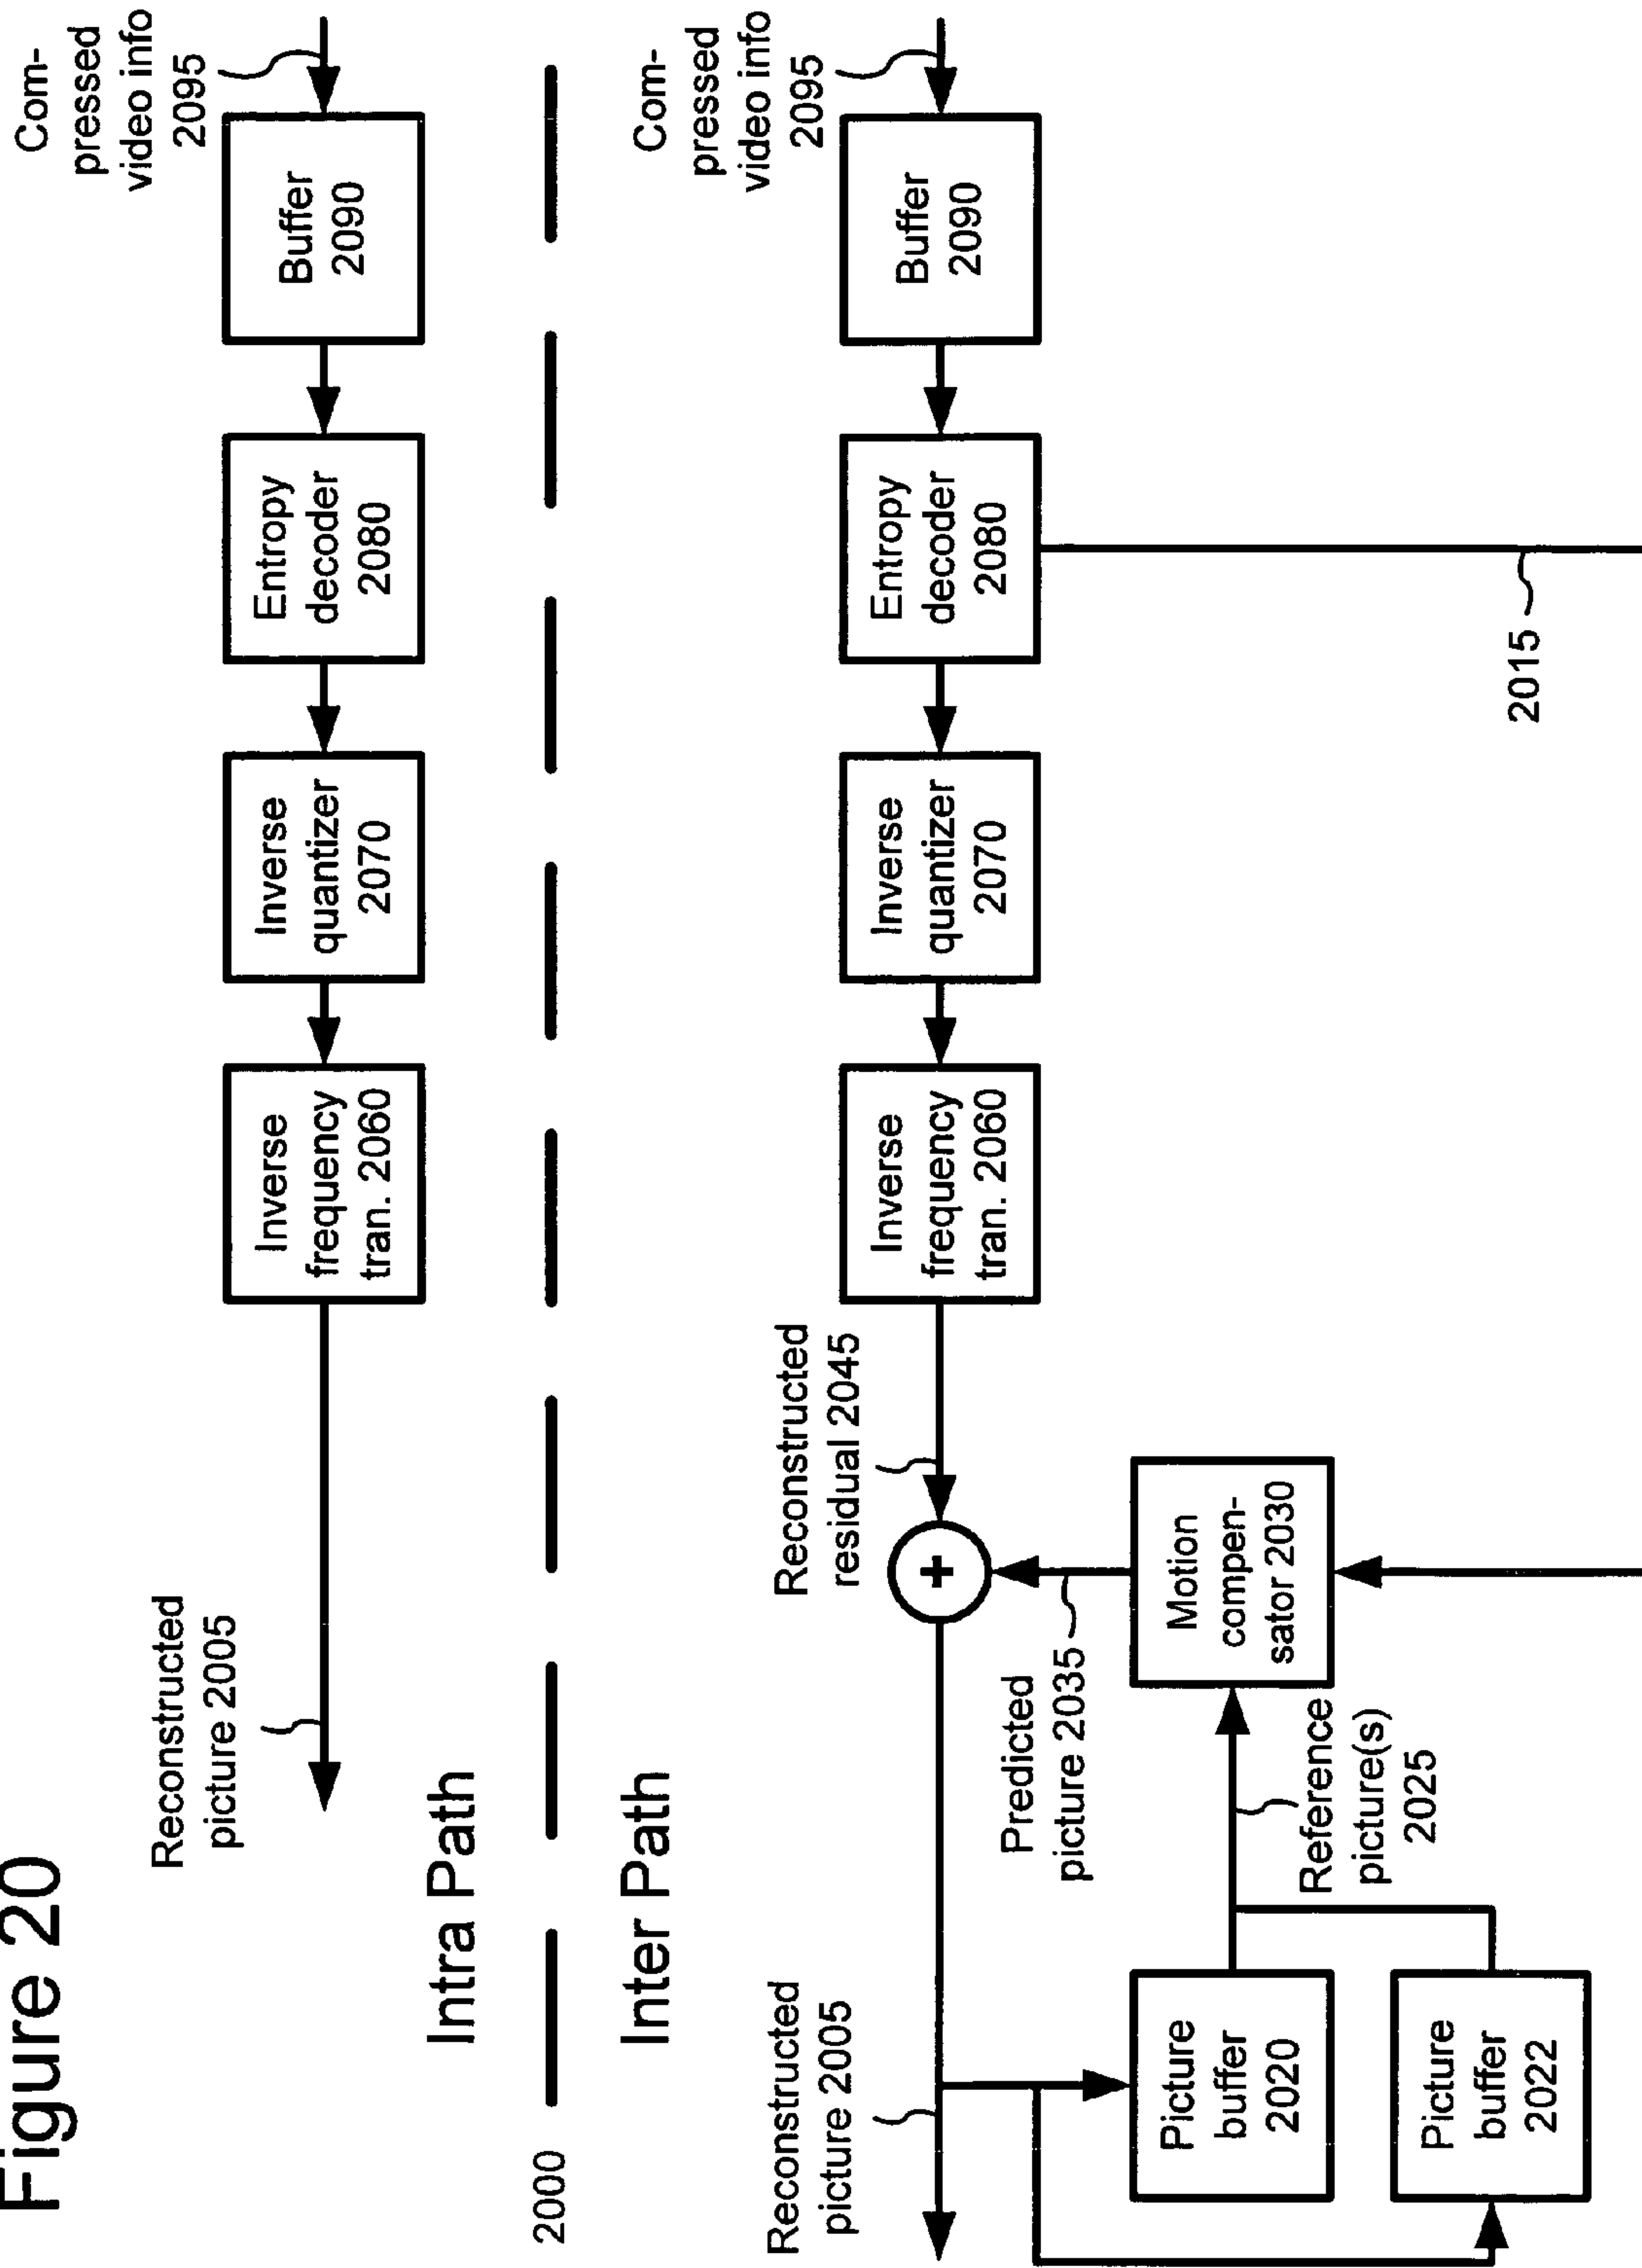 Figure 20
Reconstructed
picture 2005
Inverse
frequency
tran. 2060
Inverse
quantizer
2070
Entropy
decoder
2080
Buffer
2090
Com-
pressed
video info
2095
Intra Path
2000
Inter Path
Reconstructed
picture 2005
Reconstructed
residual 2045
+
Inverse
frequency
tran. 2060
Inverse
quantizer
2070
Entropy
decoder
2080
Buffer
2090
Com-
pressed
video info
2095
Predicted
picture 2035
Picture
buffer
2020
Reference
picture(s)
2025
Motion
compen-
sator 2030
Picture
buffer
2022
2015